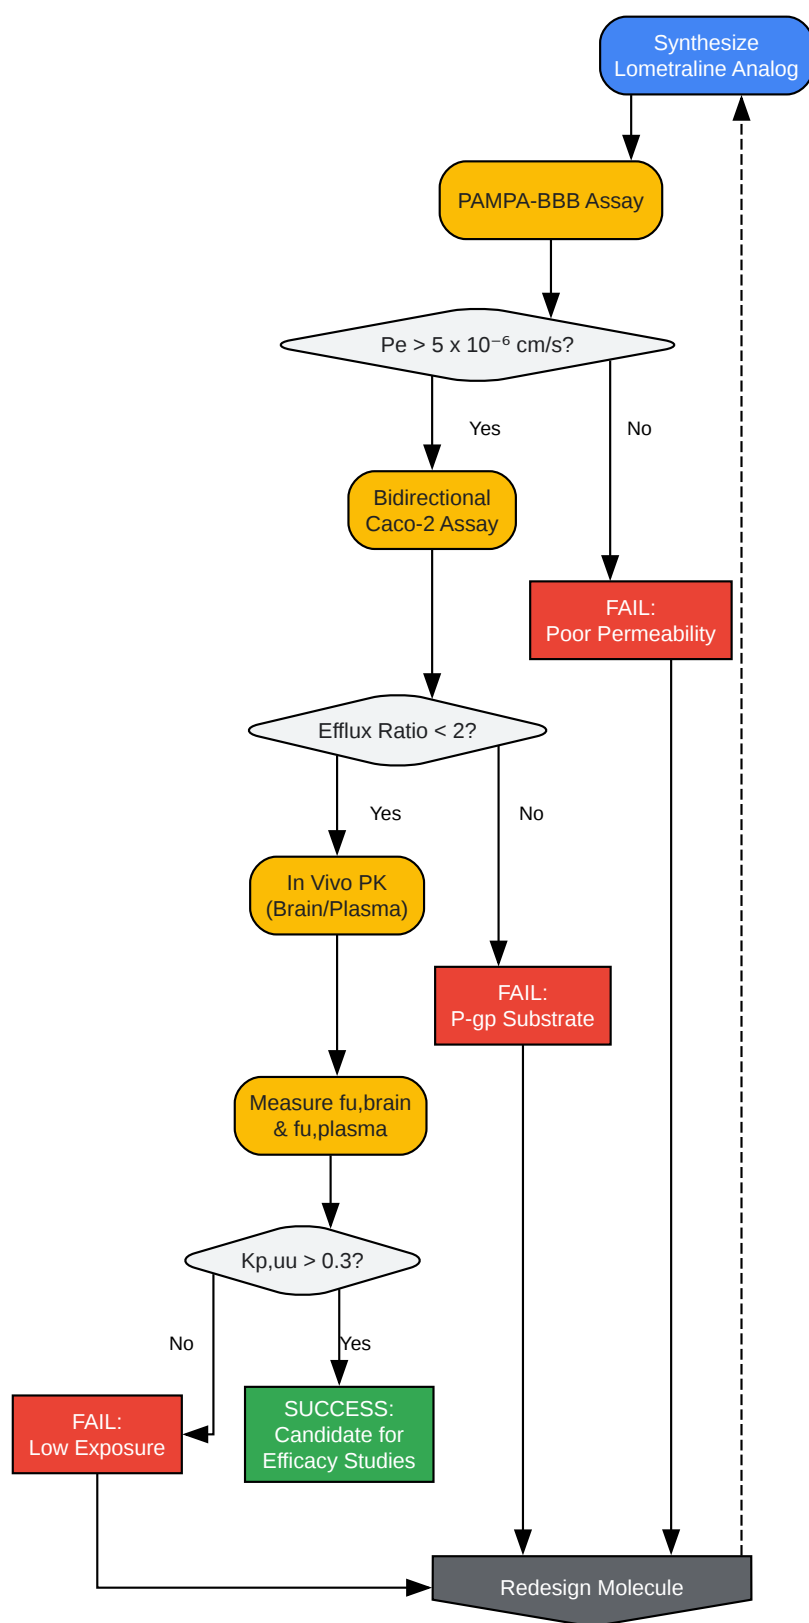 Synthesize
Lometraline Analog
PAMPA-BBB Assay
Pe > 5 x 10⁻⁶ cm/s?
Yes
No
Bidirectional
Caco-2 Assay
FAIL:
Poor Permeability
Efflux Ratio < 2?
Yes
No
In Vivo PK
(Brain/Plasma)
FAIL:
P-gp Substrate
Measure fu,brain
& fu,plasma
Kp,uu > 0.3?
No
Yes
FAIL:
Low Exposure
SUCCESS:
Candidate for
Efficacy Studies
Redesign Molecule